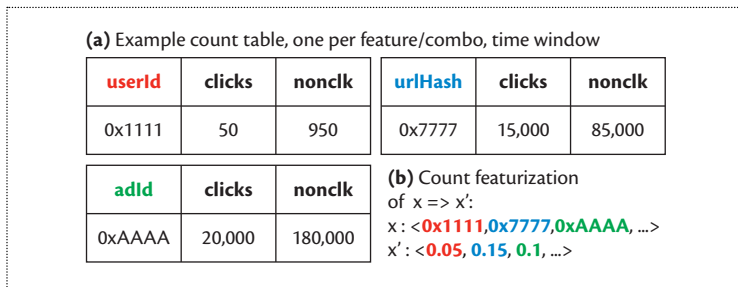 (a) Example count table, one per feature/combo, time window
userId clicks nonclk
0x1111 50 950
urlHash clicks nonclk
0x7777 15,000 85,000
adId clicks nonclk
0xAAAA 20,000 180,000
(b) Count featurization
of x => x':
x : <0x1111,0x7777,0xAAAA, ...>
x' : <0.05, 0.15, 0.1, ...>